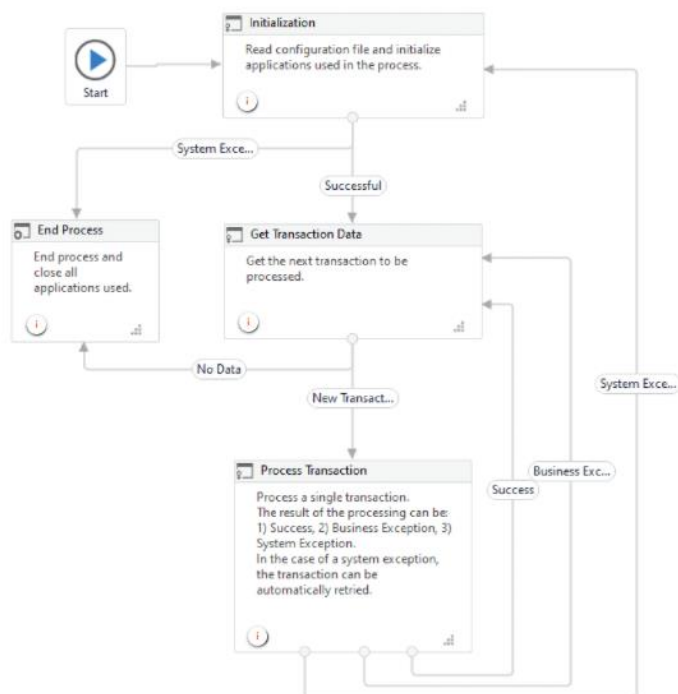 Initialization
Read configuration file and initialize
applications used in the process.
Start
System Exce...
Successful
End Process
End process and
close all
applications used.
Get Transaction Data
Get the next transaction to be
processed.
No Data
New Transact...
System Exce...
Business Exc...
Success
Process Transaction
Process a single transaction.
The result of the processing can be:
1) Success, 2) Business Exception, 3)
System Exception.
In the case of a system exception,
the transaction can be
automatically retried.